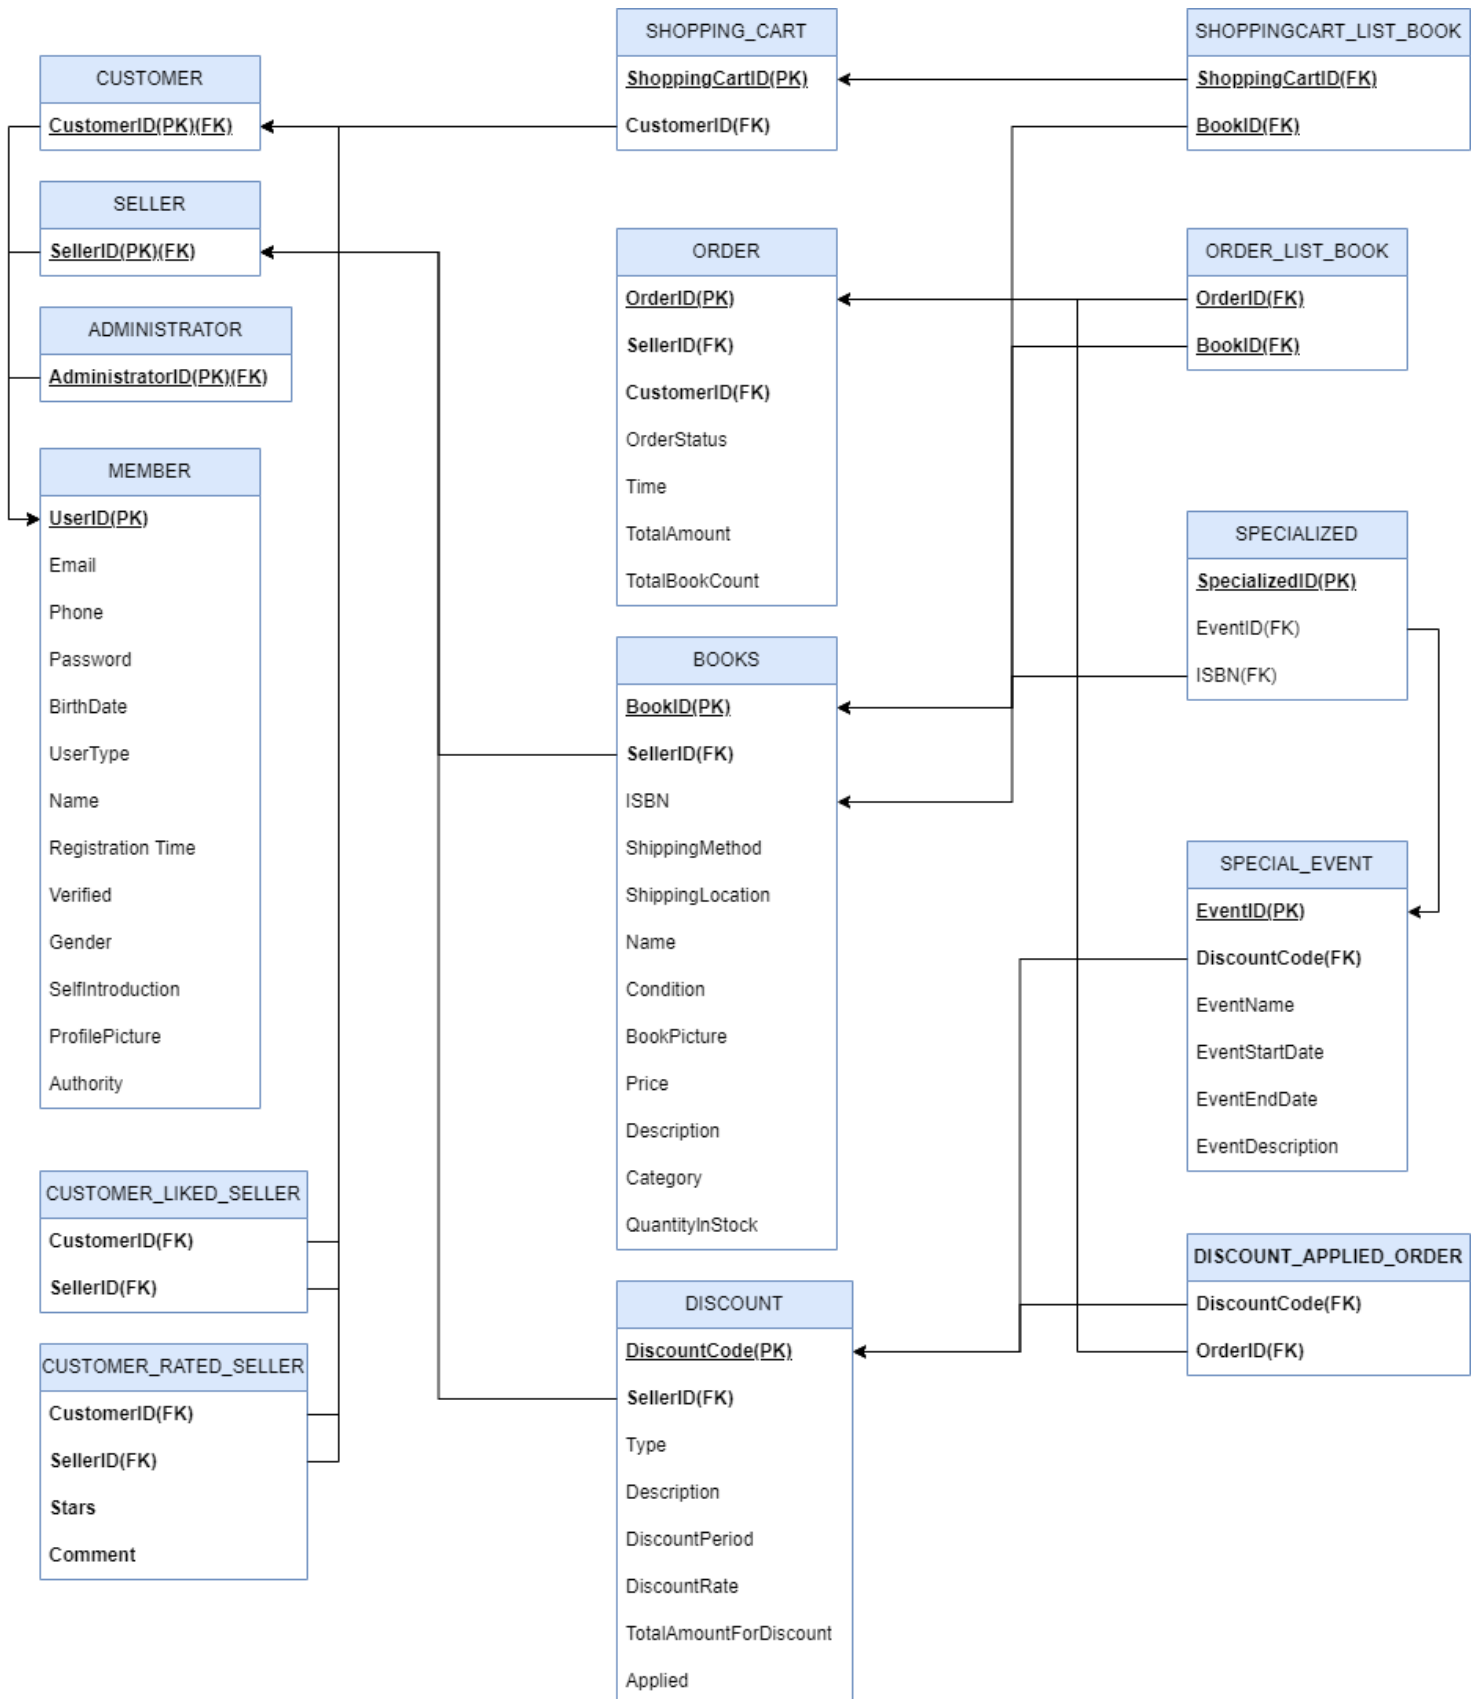 CUSTOMER
CustomerID(PK)(FK)
SELLER
SellerID(PK)(FK)
ADMINISTRATOR
AdministratorID(PK)(FK)
MEMBER
UserID(PK)
Email
Phone
Password
BirthDate
UserType
Name
Registration Time
Verified
Gender
SelfIntroduction
ProfilePicture
Authority
CUSTOMER_LIKED_SELLER
CustomerID(FK)
SellerID(FK)
CUSTOMER_RATED_SELLER
CustomerID(FK)
SellerID(FK)
Stars
Comment
SHOPPING_CART
ShoppingCartID(PK)
CustomerID(FK)
ORDER
OrderID(PK)
SellerID(FK)
CustomerID(FK)
OrderStatus
Time
TotalAmount
TotalBookCount
BOOKS
BookID(PK)
SellerID(FK)
ISBN
ShippingMethod
ShippingLocation
Name
Condition
BookPicture
Price
Description
Category
QuantityInStock
DISCOUNT
DiscountCode(PK)
SellerID(FK)
Type
Description
DiscountPeriod
DiscountRate
TotalAmountForDiscount
Applied
SHOPPINGCART_LIST_BOOK
ShoppingCartID(FK)
BookID(FK)
ORDER_LIST_BOOK
OrderID(FK)
BookID(FK)
SPECIALIZED
SpecializedID(PK)
EventID(FK)
ISBN(FK)
SPECIAL_EVENT
EventID(PK)
DiscountCode(FK)
EventName
EventStartDate
EventEndDate
EventDescription
DISCOUNT_APPLIED_ORDER
DiscountCode(FK)
OrderID(FK)